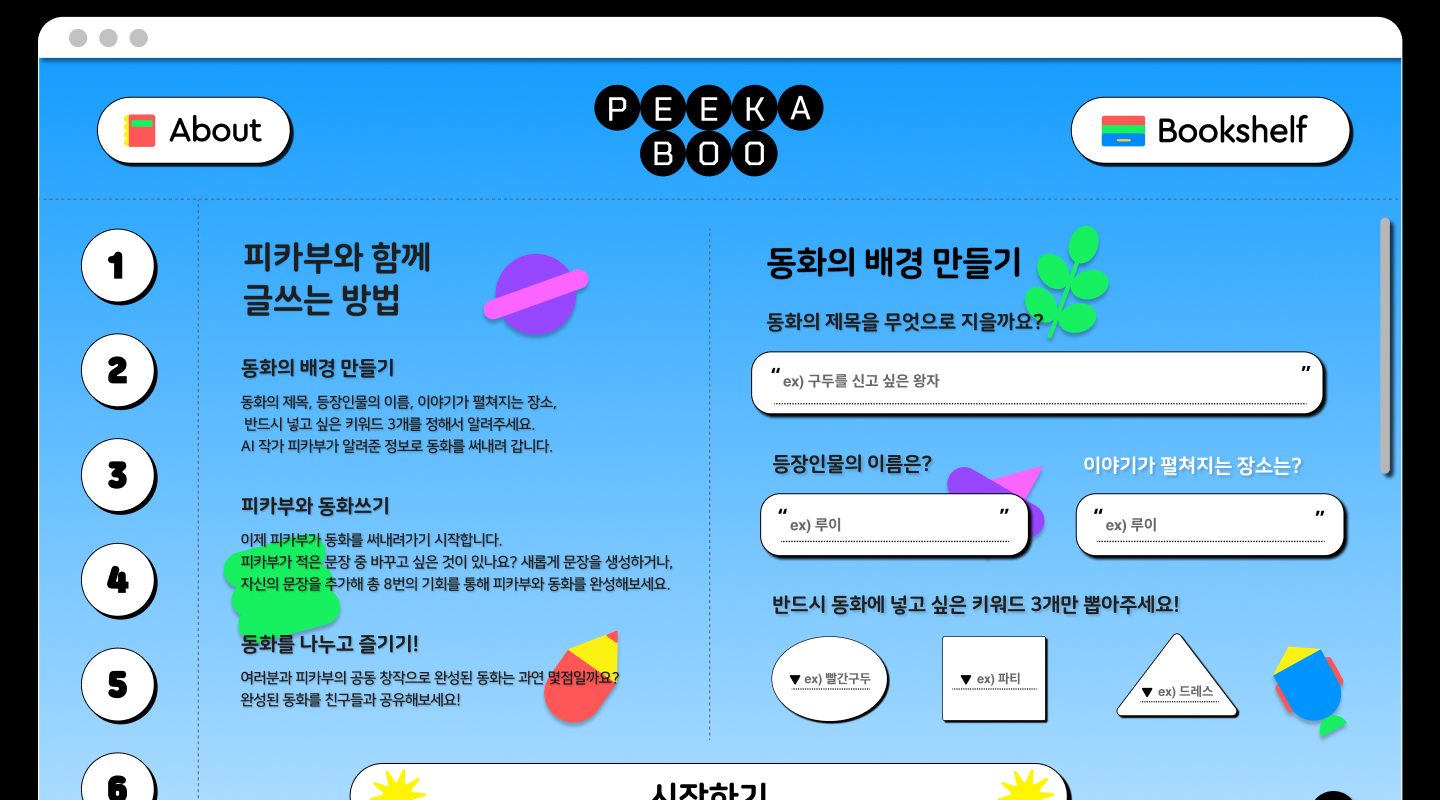 About
PEEKA
BOO
Bookshelf
1
2
3
4
5
6
피카부와 함께
글쓰는 방법
동화의 배경 만들기
동화의 제목, 등장인물의 이름, 이야기가 펼쳐지는 장소,
반드시 넣고 싶은 키워드 3개를 정해서 알려주세요.
AI 작가 피카부가 알려준 정보로 동화를 써내려 갑니다.
피카부와 동화쓰기
이제 피카부가 동화를 써내려가기 시작합니다.
피카부가 적은 문장 중 바꾸고 싶은 것이 있나요? 새롭게 문장을 생성하거나,
자신의 문장을 추가해 총 8번의 기회를 통해 피카부와 동화를 완성해보세요.
동화를 나누고 즐기기!
여러분과 피카부의 공동 창작으로 완성된 동화는 과연 몇점일까요?
완성된 동화를 친구들과 공유해보세요!
동화의 배경 만들기
동화의 제목을 무엇으로 지을까요?
“ ex) 구두를 신고 싶은 왕자 ”
등장인물의 이름은?
“ ex) 루이 ”
이야기가 펼쳐지는 장소는?
“ ex) 루이 ”
반드시 동화에 넣고 싶은 키워드 3개만 뽑아주세요!
▼ ex) 빨간구두
▼ ex) 파티
▼ ex) 드레스
시작하기